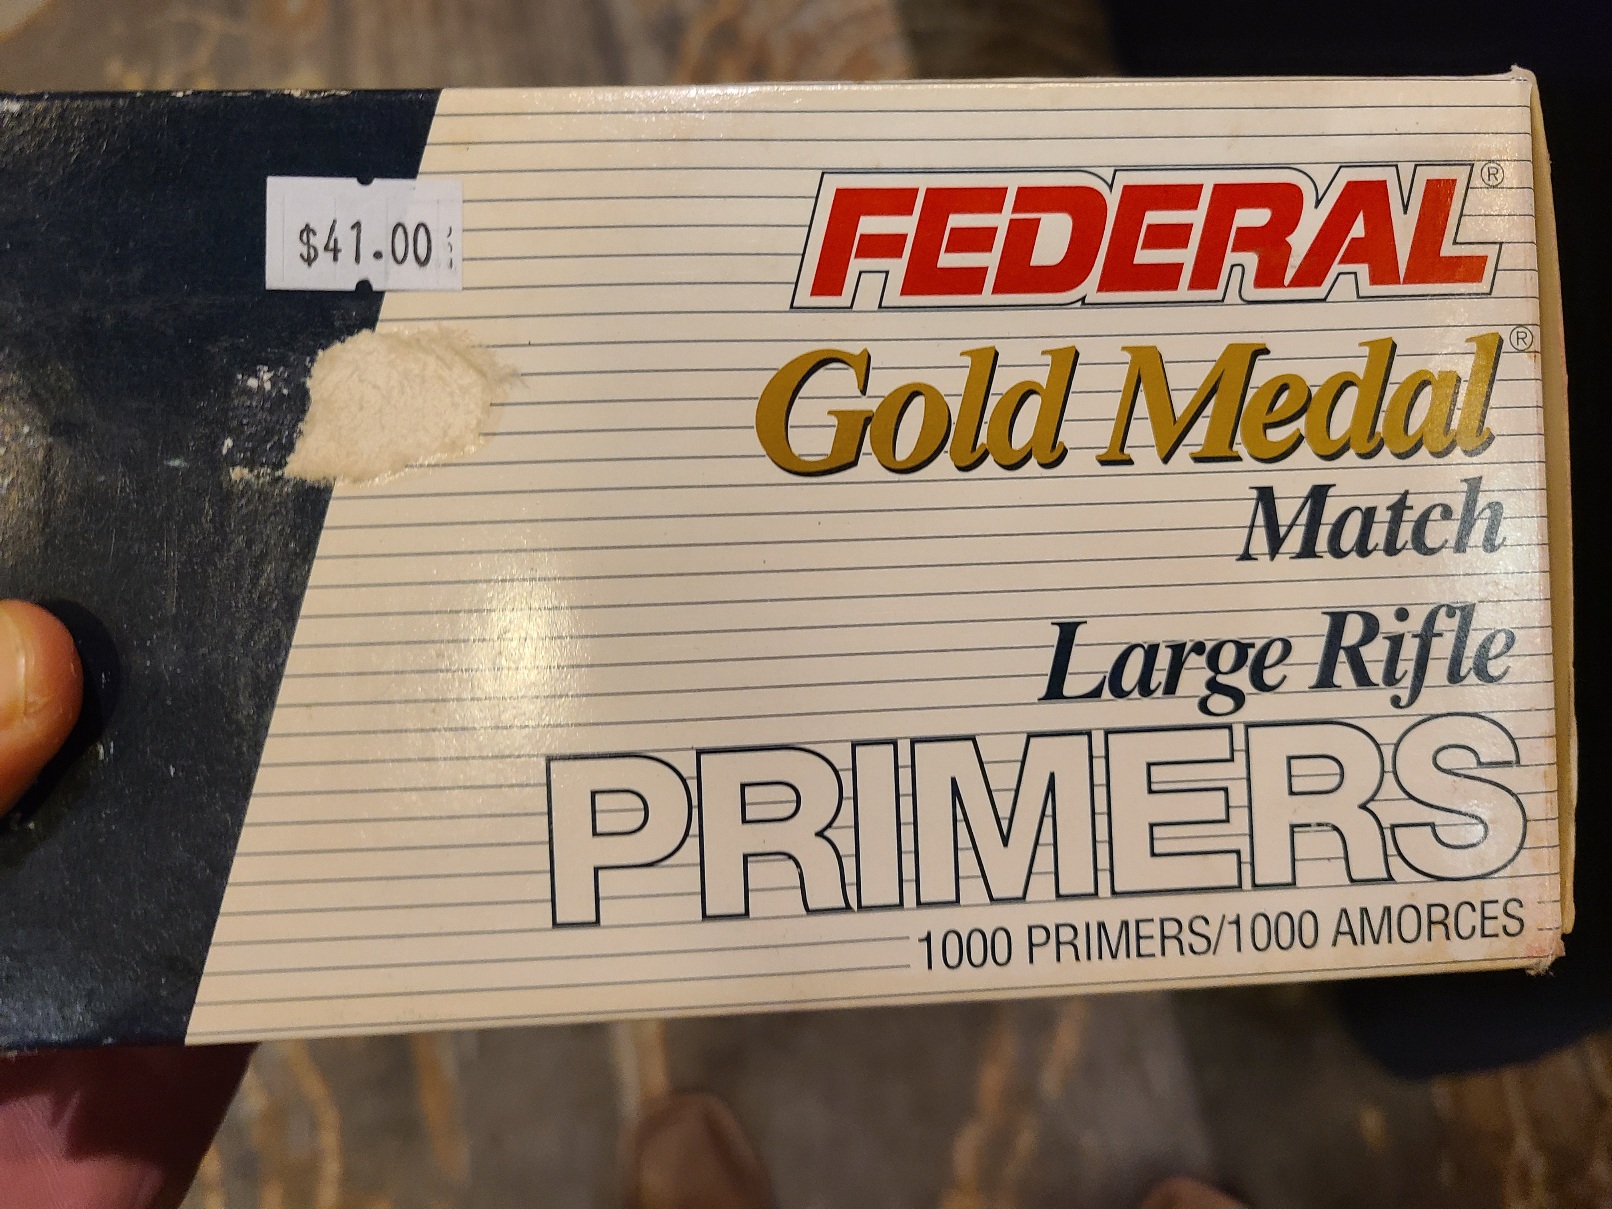 $41.00
FEDERAL®
Gold Medal®
Match
Large Rifle
PRIMERS
1000 PRIMERS/1000 AMORCES